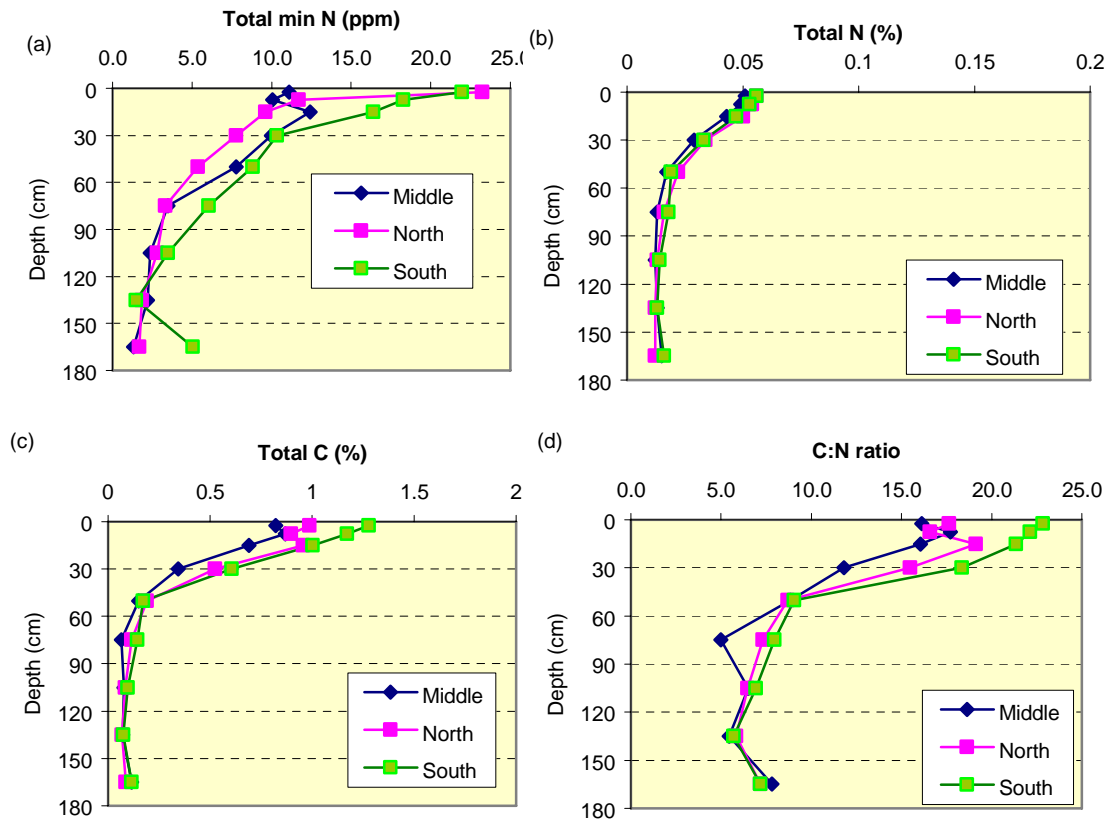 (a)
Total min N (ppm)
0.0 5.0 10.0 15.0 20.0 25.0
Depth (cm)
0
30
60
90
120
150
180
Middle
North
South
(b)
Total N (%)
0 0.05 0.1 0.15 0.2
Depth (cm)
0
30
60
90
120
150
180
Middle
North
South
(c)
Total C (%)
0 0.5 1 1.5 2
Depth (cm)
0
30
60
90
120
150
180
Middle
North
South
(d)
C:N ratio
0.0 5.0 10.0 15.0 20.0 25.0
Depth (cm)
0
30
60
90
120
150
180
Middle
North
South